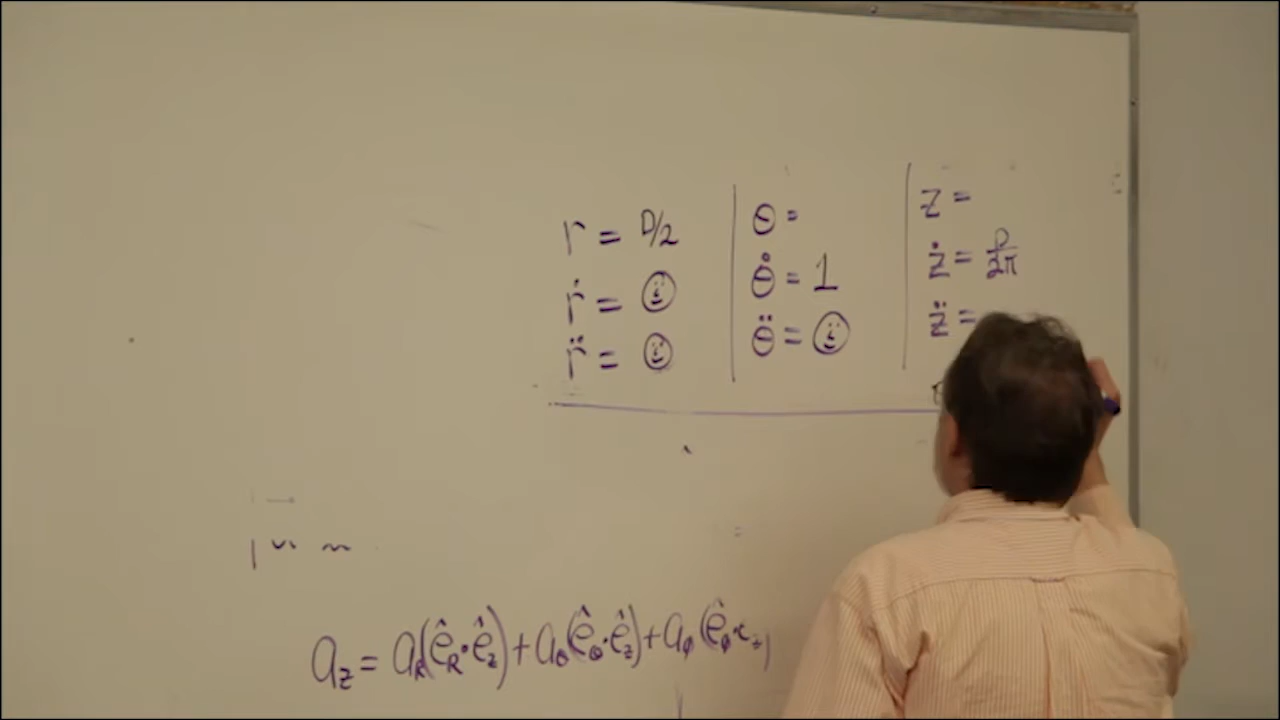 r = D/2
ṙ = ☺
r̈ = ☺
θ =
θ̇ = 1
θ̈ = ☺
z =
ż = p/2π
z̈ =
a_z = a_R(ê_R·ê_z) + a_θ(ê_θ·ê_z) + a_φ(ê_φ·